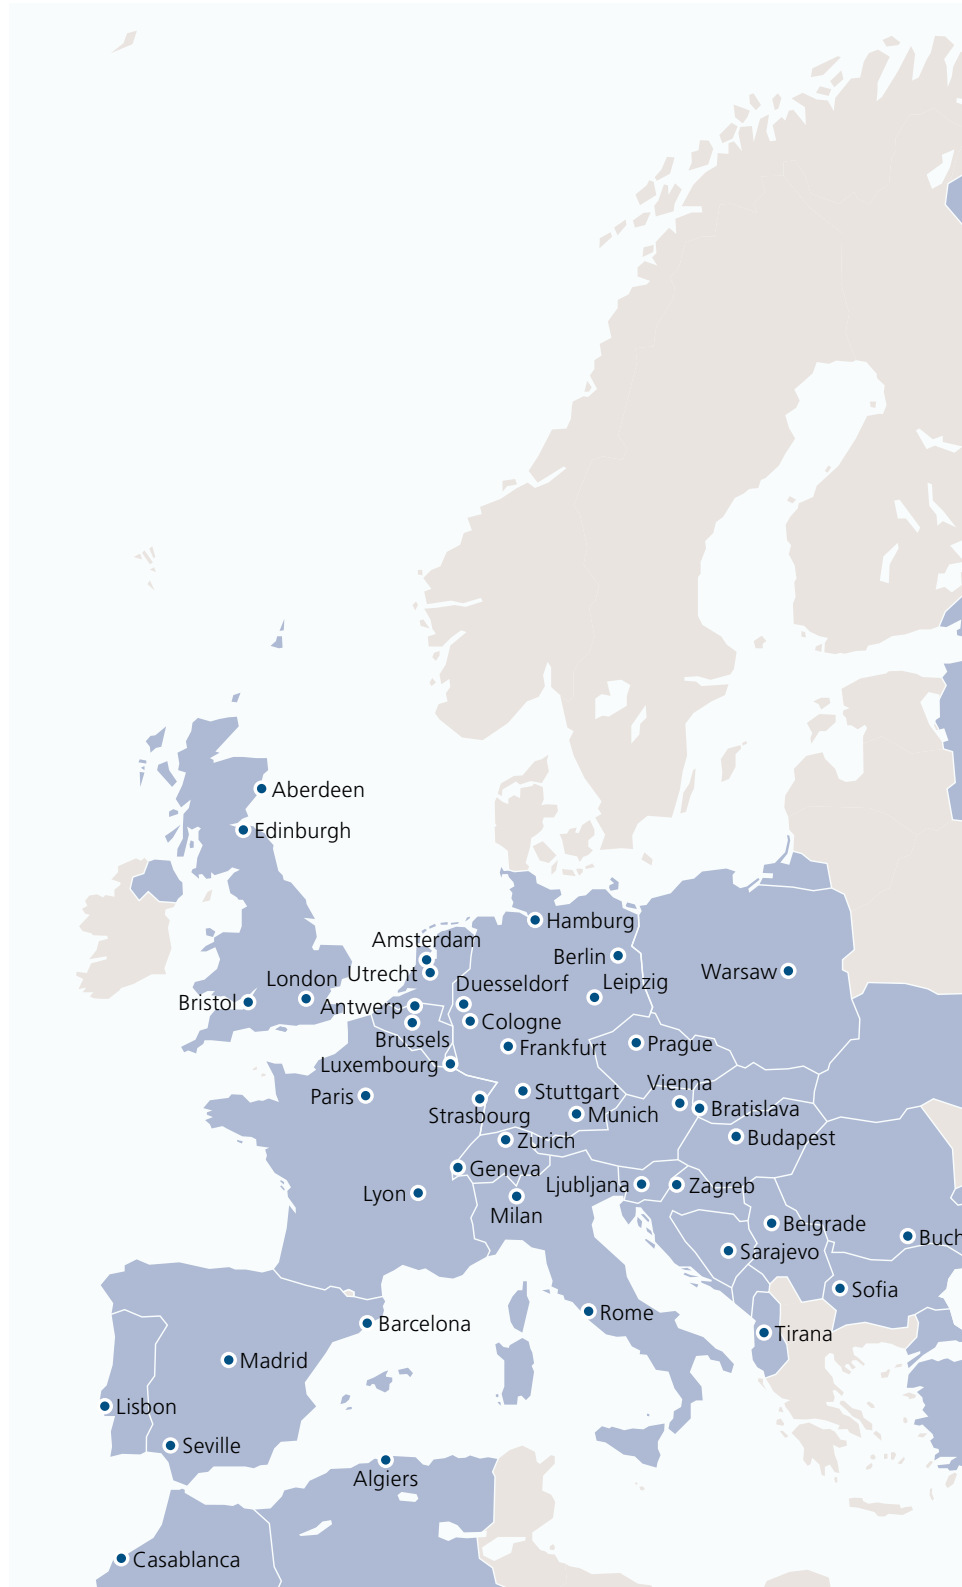 Aberdeen
Edinburgh
Hamburg
Amsterdam
Berlin
Utrecht
Warsaw
Leipzig
Duesseldorf
London
Bristol
Antwerp
Cologne
Brussels
Frankfurt
Prague
Luxembourg
Vienna
Paris
Stuttgart
Strasbourg
Munich
Bratislava
Zurich
Budapest
Geneva
Lyon
Ljubljana
Zagreb
Milan
Belgrade
Buch
Sarajevo
Sofia
Rome
Barcelona
Tirana
Madrid
Lisbon
Seville
Algiers
Casablanca